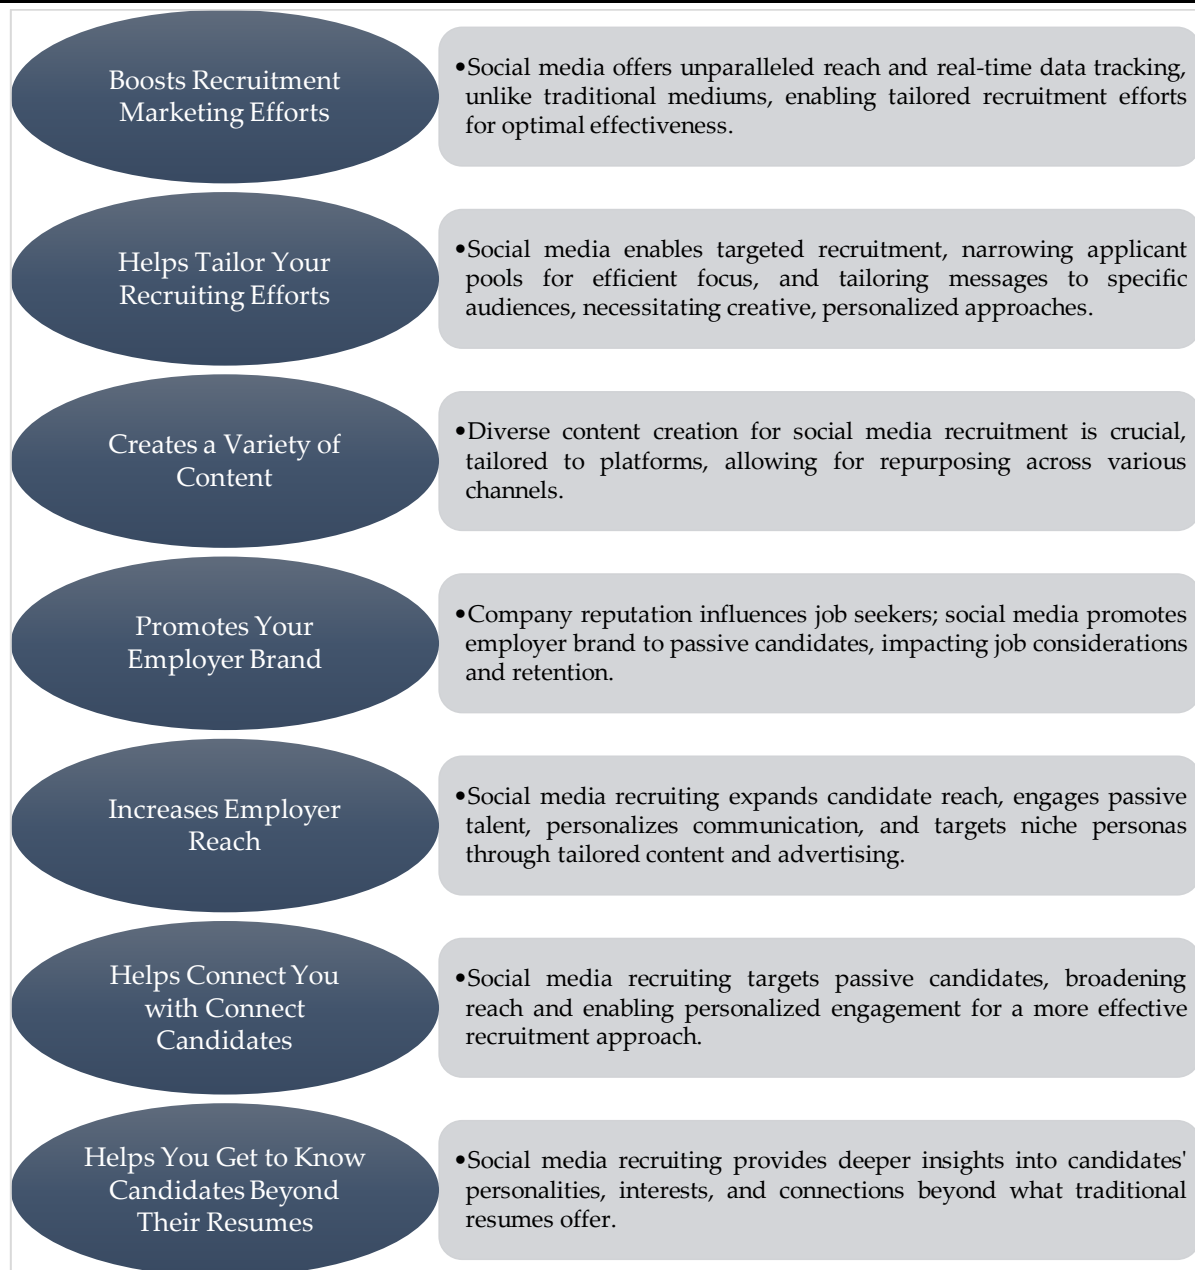 Boosts Recruitment
Marketing Efforts
•Social media offers unparalleled reach and real-time data tracking,
unlike traditional mediums, enabling tailored recruitment efforts
for optimal effectiveness.
Helps Tailor Your
Recruiting Efforts
•Social media enables targeted recruitment, narrowing applicant
pools for efficient focus, and tailoring messages to specific
audiences, necessitating creative, personalized approaches.
Creates a Variety of
Content
•Diverse content creation for social media recruitment is crucial,
tailored to platforms, allowing for repurposing across various
channels.
Promotes Your
Employer Brand
•Company reputation influences job seekers; social media promotes
employer brand to passive candidates, impacting job considerations
and retention.
Increases Employer
Reach
•Social media recruiting expands candidate reach, engages passive
talent, personalizes communication, and targets niche personas
through tailored content and advertising.
Helps Connect You
with Connect
Candidates
•Social media recruiting targets passive candidates, broadening
reach and enabling personalized engagement for a more effective
recruitment approach.
Helps You Get to Know
Candidates Beyond
Their Resumes
•Social media recruiting provides deeper insights into candidates'
personalities, interests, and connections beyond what traditional
resumes offer.